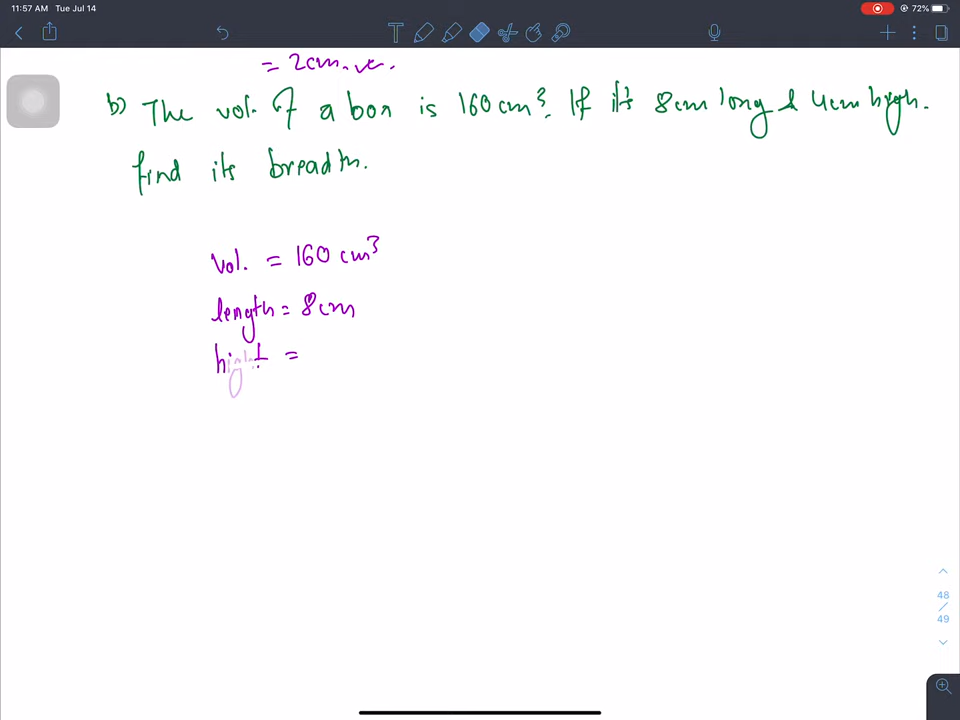 11:57 AM Tue Jul 14
72%
= 2cm.
b) The vol. of a box is 160 cm³. If it's 8cm long & 4cm high.
find its breadth.
vol. = 160 cm³
length = 8cm
hight =
48
/
49